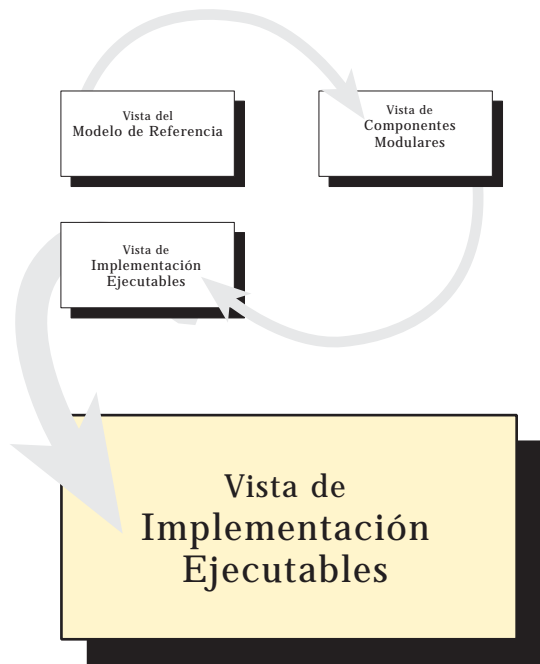 Vista del
Modelo de Referencia
Vista de
Componentes
Modulares
Vista de
Implementación
Ejecutables
Vista de
Implementación
Ejecutables